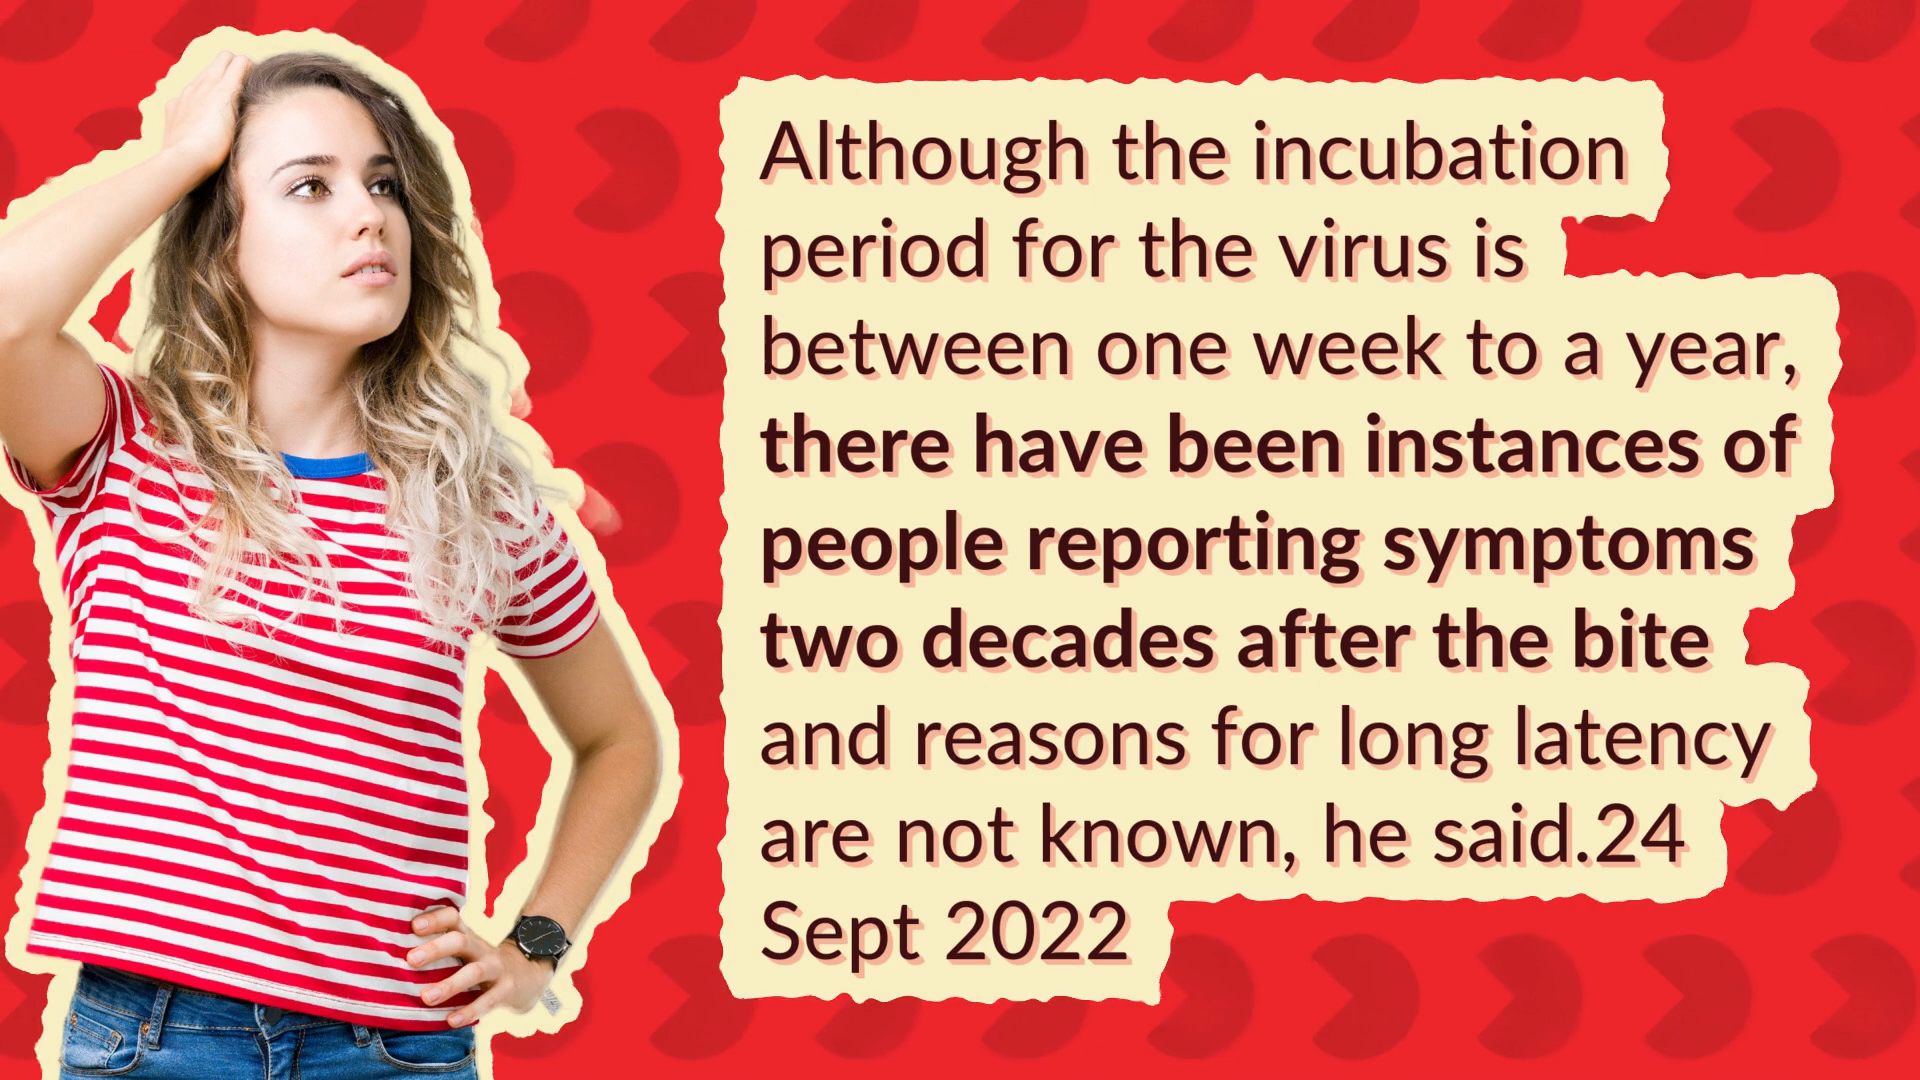 Although the incubation
period for the virus is
between one week to a year,
there have been instances of
people reporting symptoms
two decades after the bite
and reasons for long latency
are not known, he said.24
Sept 2022